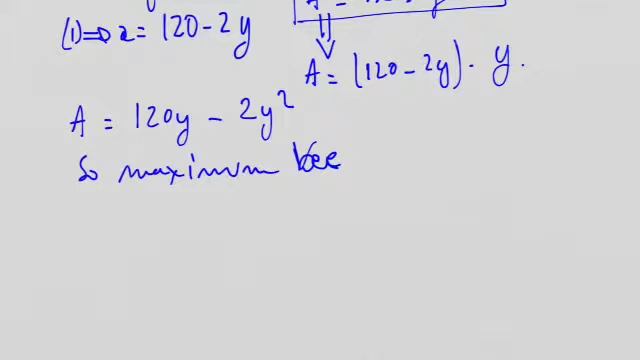 (1) ⇒ x = 120 - 2y
A = (120 - 2y) · y.
A = 120y - 2y²
So maximum